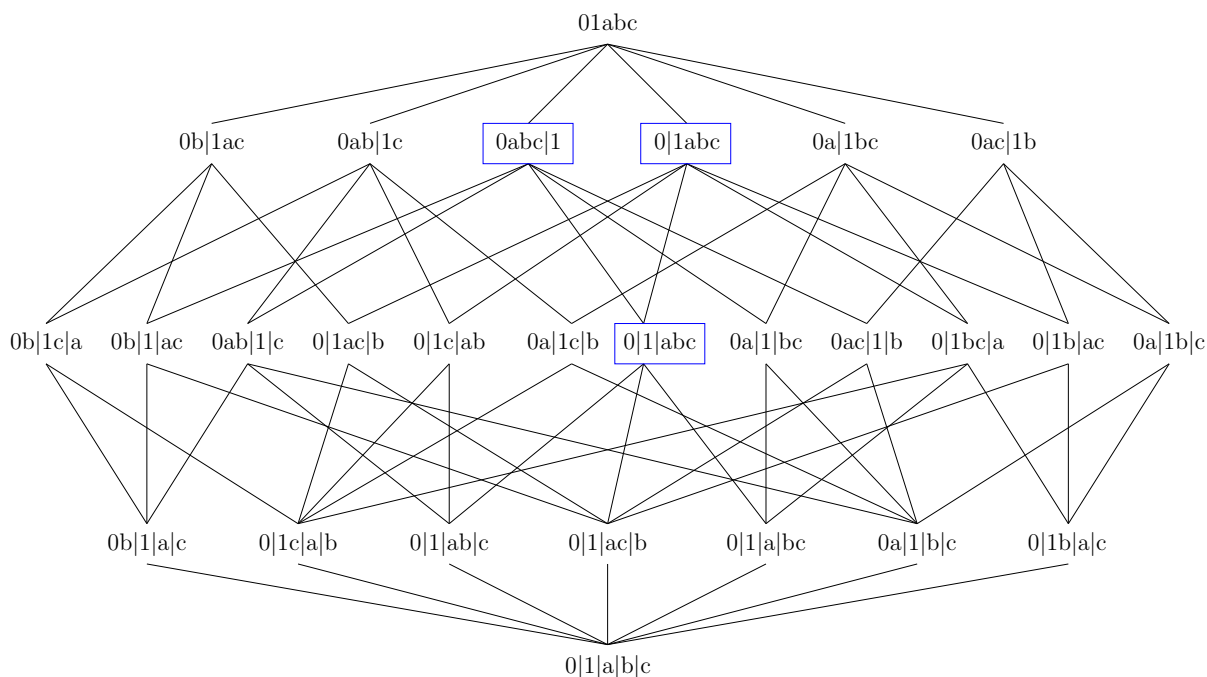 01abc
0b|1ac 0ab|1c 0abc|1 0|1abc 0a|1bc 0ac|1b
0b|1c|a 0b|1|ac 0ab|1|c 0|1ac|b 0|1c|ab 0a|1c|b 0|1|abc 0a|1|bc 0ac|1|b 0|1bc|a 0|1b|ac 0a|1b|c
0b|1|a|c 0|1c|a|b 0|1|ab|c 0|1|ac|b 0|1|a|bc 0a|1|b|c 0|1b|a|c
0|1|a|b|c